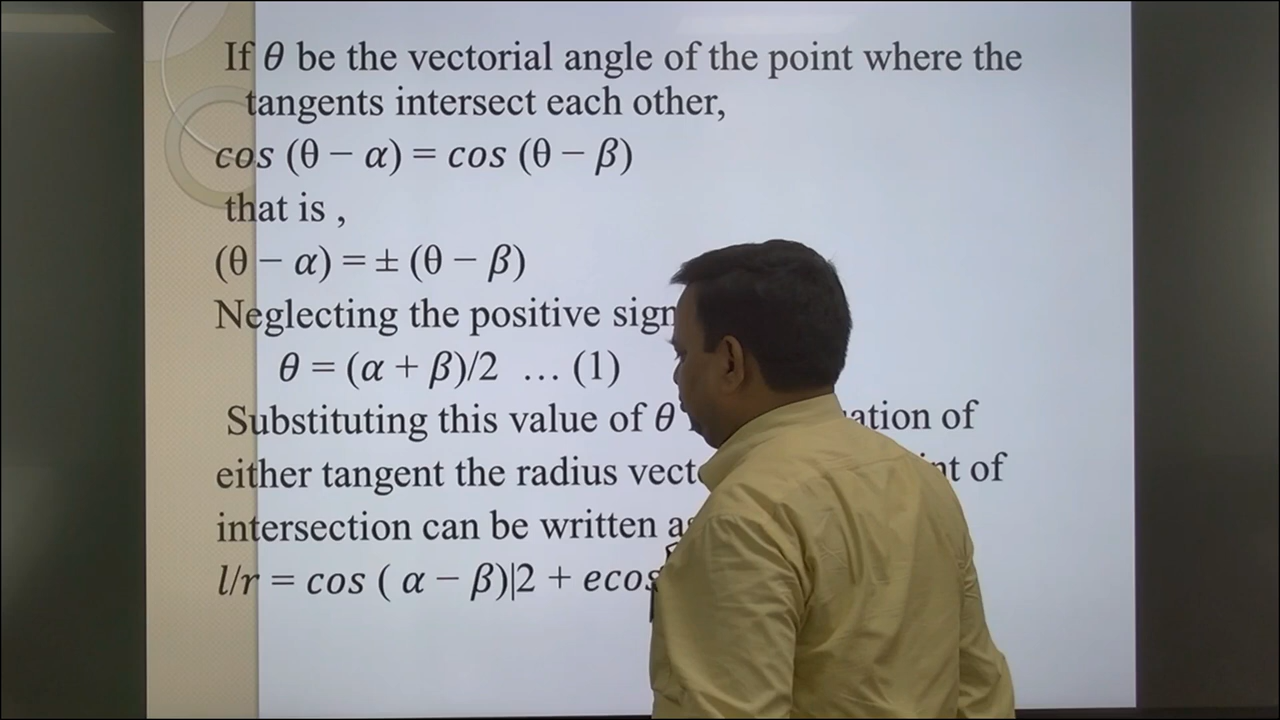 If θ be the vectorial angle of the point where the
tangents intersect each other,
cos (θ − α) = cos (θ − β)
that is ,
(θ − α) = ± (θ − β)
Neglecting the positive sign
θ = (α + β)/2 … (1)
Substituting this value of θ of
either tangent the radius of
intersection can be written
l/r = cos ( α − β)|2 + ecos